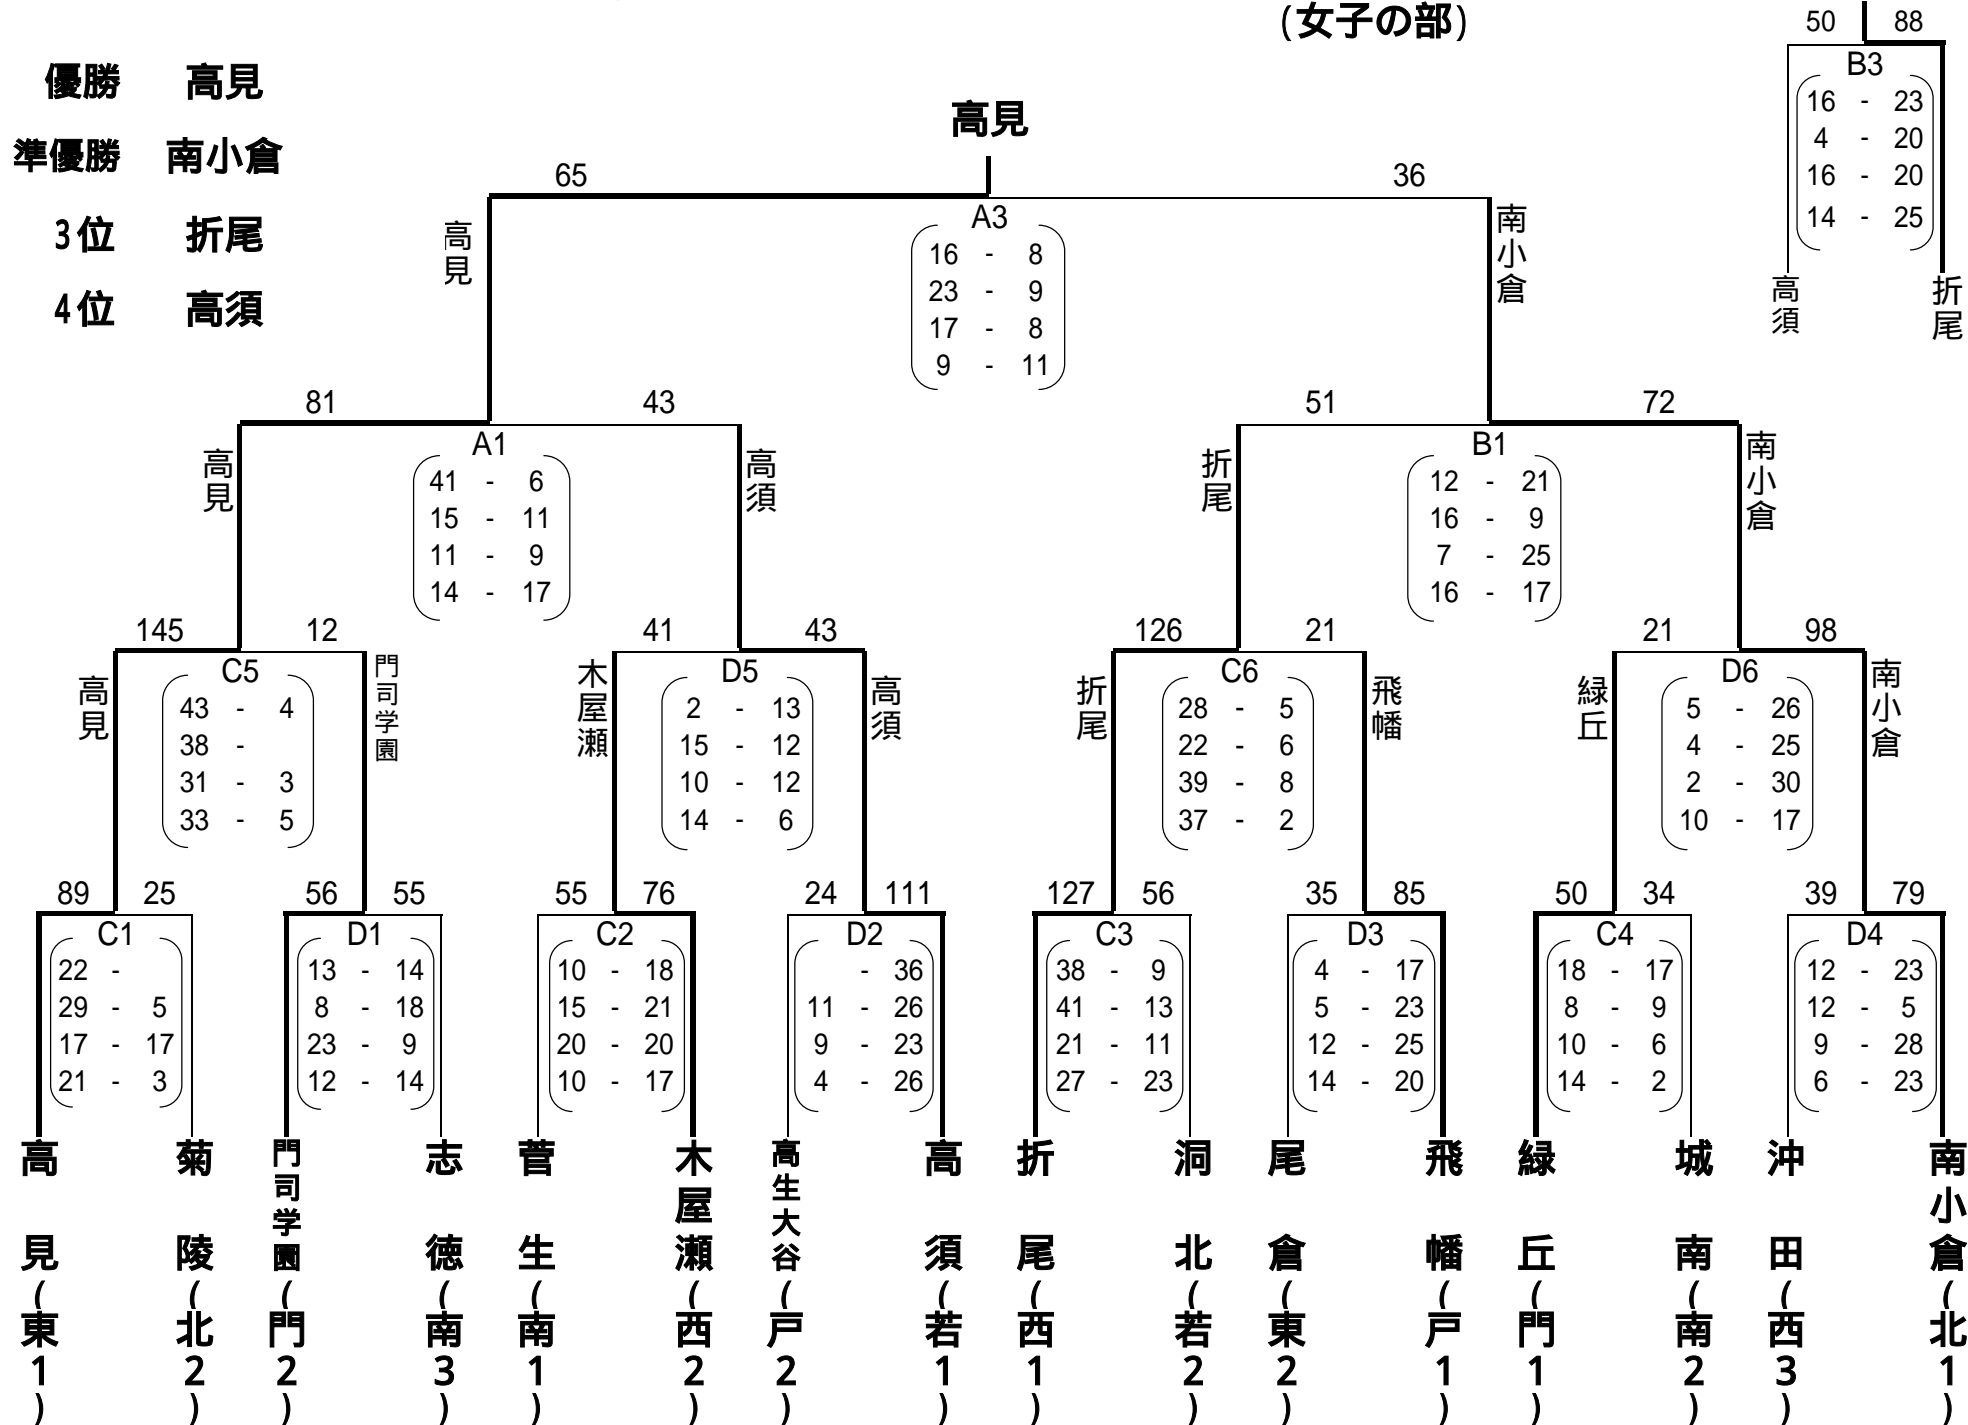 (女子の部)
優勝 高見
準優勝 南小倉
3位 折尾
4位 高須
50 88
B3
16 - 23
4 - 20
16 - 20
14 - 25
高須
折尾
高見
65 36
A3
16 - 8
23 - 9
17 - 8
9 - 11
高見
南小倉
81 43
A1
41 - 6
15 - 11
11 - 9
14 - 17
高見
高須
51 72
B1
12 - 21
16 - 9
7 - 25
16 - 17
折尾
南小倉
145 12
C5
43 - 4
38 -
31 - 3
33 - 5
高見
門司学園
41 43
D5
2 - 13
15 - 12
10 - 12
14 - 6
木屋瀬
高須
126 21
C6
28 - 5
22 - 6
39 - 8
37 - 2
折尾
飛幡
21 98
D6
5 - 26
4 - 25
2 - 30
10 - 17
緑丘
南小倉
89 25
C1
22 -
29 - 5
17 - 17
21 - 3
56 55
D1
13 - 14
8 - 18
23 - 9
12 - 14
55 76
C2
10 - 18
15 - 21
20 - 20
10 - 17
24 111
D2
- 36
11 - 26
9 - 23
4 - 26
127 56
C3
38 - 9
41 - 13
21 - 11
27 - 23
35 85
D3
4 - 17
5 - 23
12 - 25
14 - 20
50 34
C4
18 - 17
8 - 9
10 - 6
14 - 2
39 79
D4
12 - 23
12 - 5
9 - 28
6 - 23
高見(東1)
菊陵(北2)
門司学園(門2)
志徳(南3)
菅生(南1)
木屋瀬(西2)
高生大谷(戸2)
高須(若1)
折尾(西1)
洞北(若2)
尾倉(東2)
飛幡(戸1)
緑丘(門1)
城南(南2)
沖田(西3)
南小倉(北1)